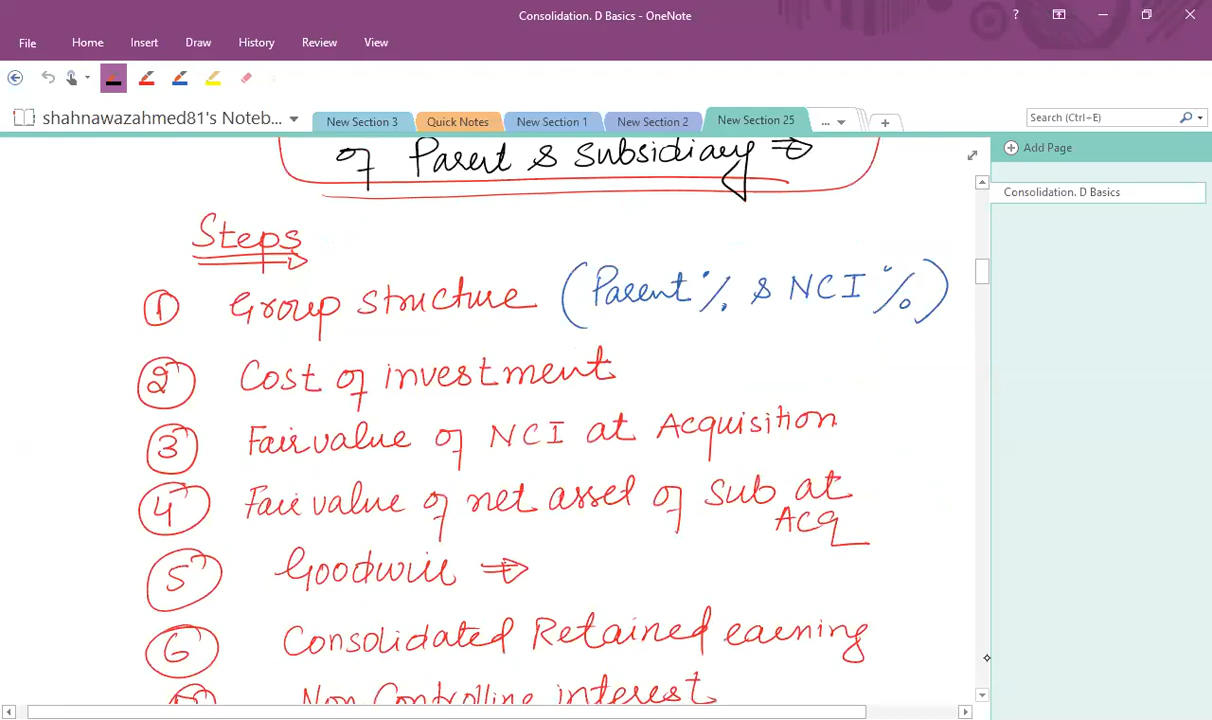 Consolidation. D Basics - OneNote
?
File Home Insert Draw History Review View
shahnawazahmed81's Noteb... New Section 3 Quick Notes New Section 1 New Section 2 New Section 25 ... + Search (Ctrl+E)
Add Page
Consolidation. D Basics
of Parent & subsidiary ⇒
Steps
① Group structure (Parent % & NCI %)
② Cost of investment
③ Fair value of NCI at Acquisition
④ Fair value of net asset of Sub at
Acq
⑤ Goodwill ⇒
⑥ Consolidated Retained earning
Non Controlling interest